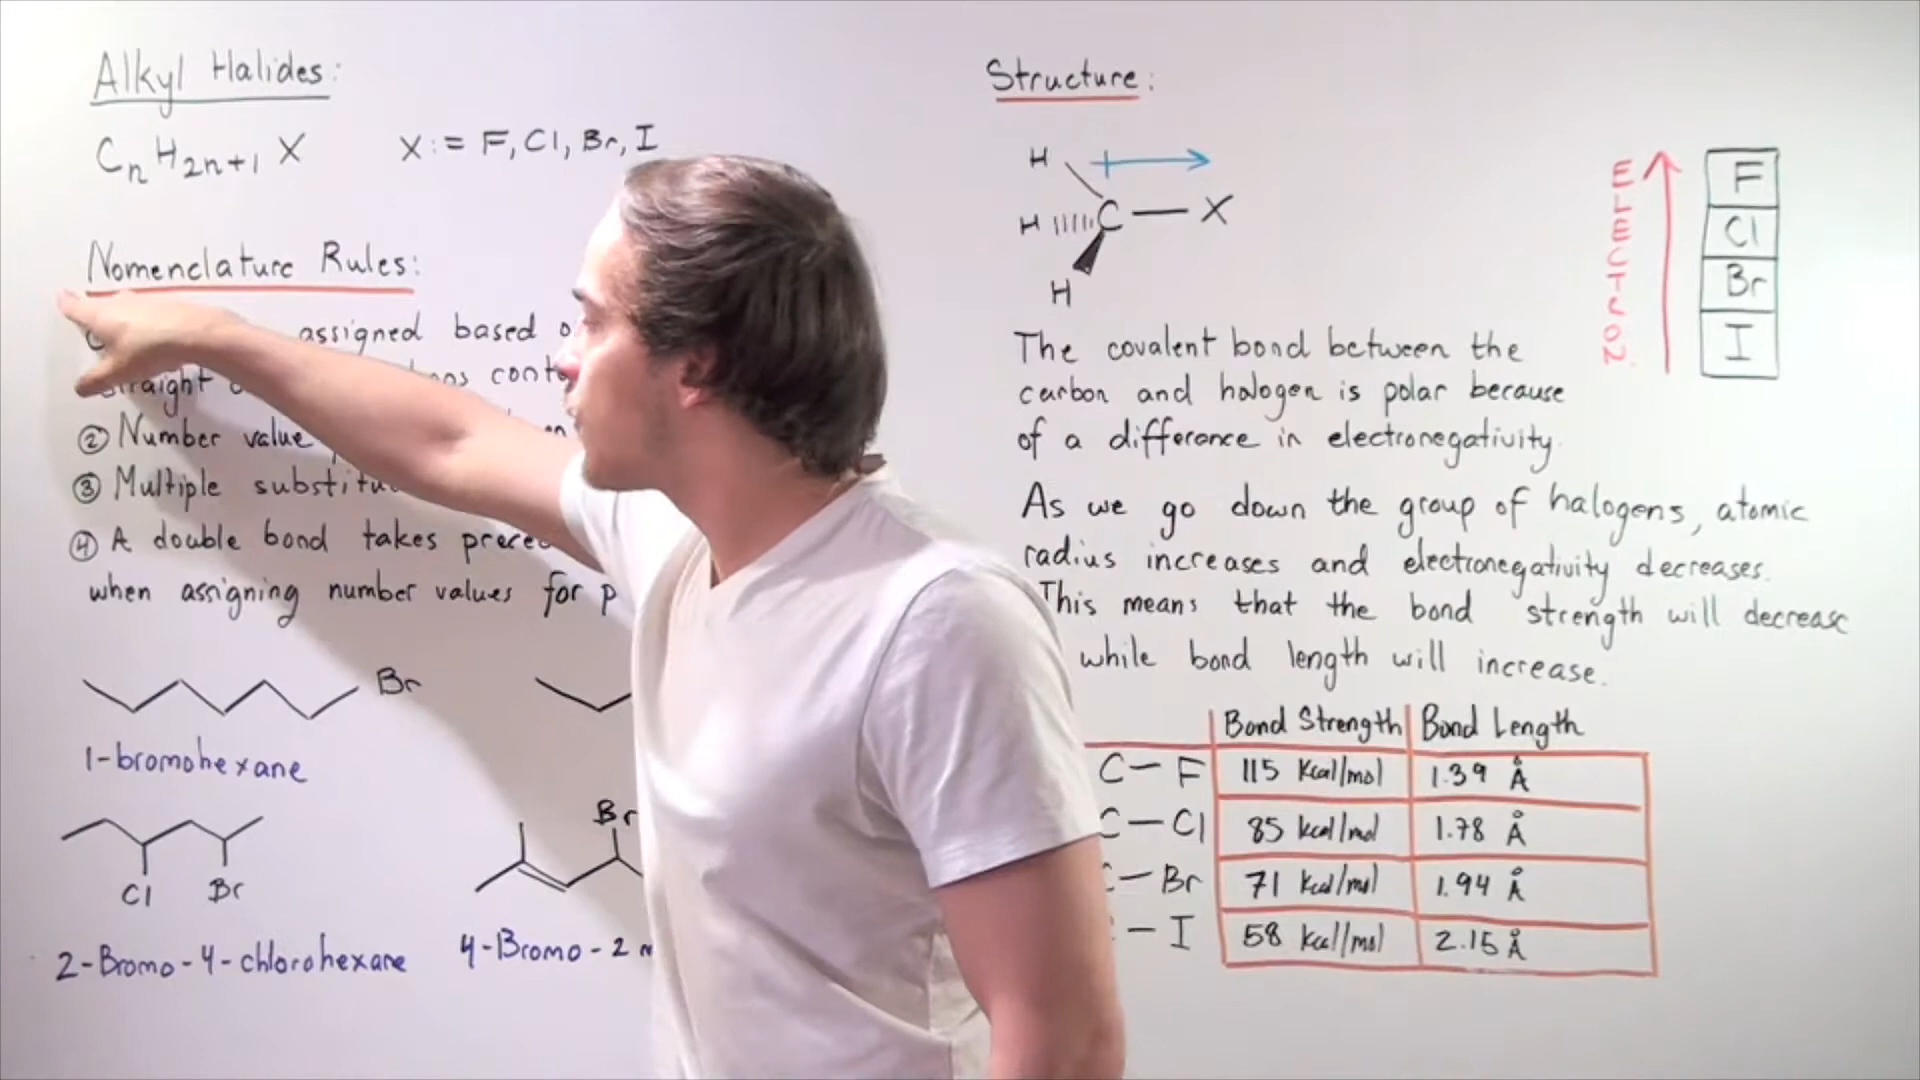 Alkyl Halides:
CnH2n+1 X X:= F, Cl, Br, I
Nomenclature Rules:
assigned based
straight
② Number value
③ Multiple
④ A double bond takes
when assigning number values for
Br
1-bromohexane
Cl Br
2-Bromo-4-chlorohexane
Br
4-Bromo-2
Structure:
H
H C — X
H
ELECTCON.
F
Cl
Br
I
The covalent bond between the
carbon and halogen is polar because
of a difference in electronegativity.
As we go down the group of halogens, atomic
radius increases and electronegativity decreases.
This means that the bond strength will decrease
while bond length will increase.
Bond Strength Bond Length
C — F 115 Kcal/mol 1.39 Å
C — Cl 85 kcal/mol 1.78 Å
C — Br 71 kcal/mol 1.94 Å
— I 58 kcal/mol 2.15 Å